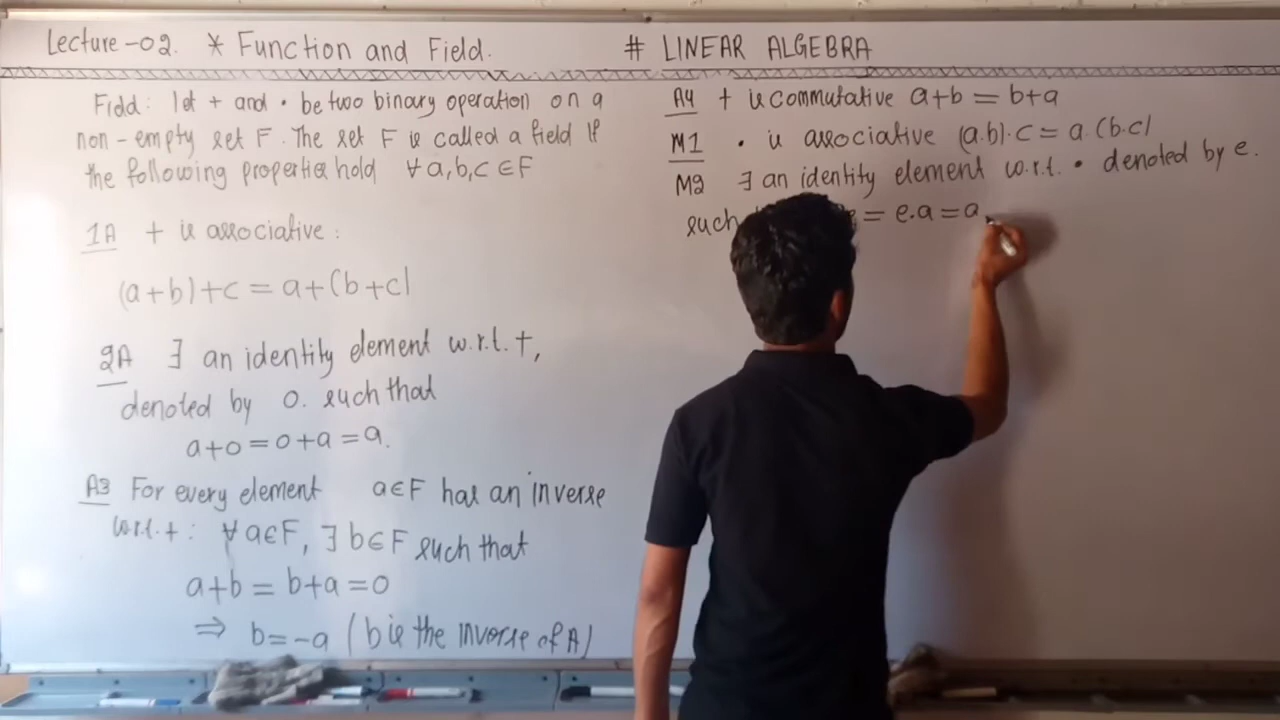 Lecture-02. * Function and Field.
# LINEAR ALGEBRA
Field: let + and • be two binary operation on a
non-empty set F. The set F is called a field if
the following properties hold ∀ a,b,c ∈ F
1A + is associative:
(a+b)+c = a+(b+c)
2A ∃ an identity element w.r.t. +,
denoted by 0. such that
a+0=0+a=a.
A3 For every element a∈F has an inverse
w.r.t. + : ∀ a∈F, ∃ b∈F such that
a+b = b+a =0
⇒ b=-a (b is the inverse of A)
A4 + is commutative a+b = b+a
M1 • is associative (a.b).c = a.(b.c)
M2 ∃ an identity element w.r.t. • denoted by e.
such = e.a = a